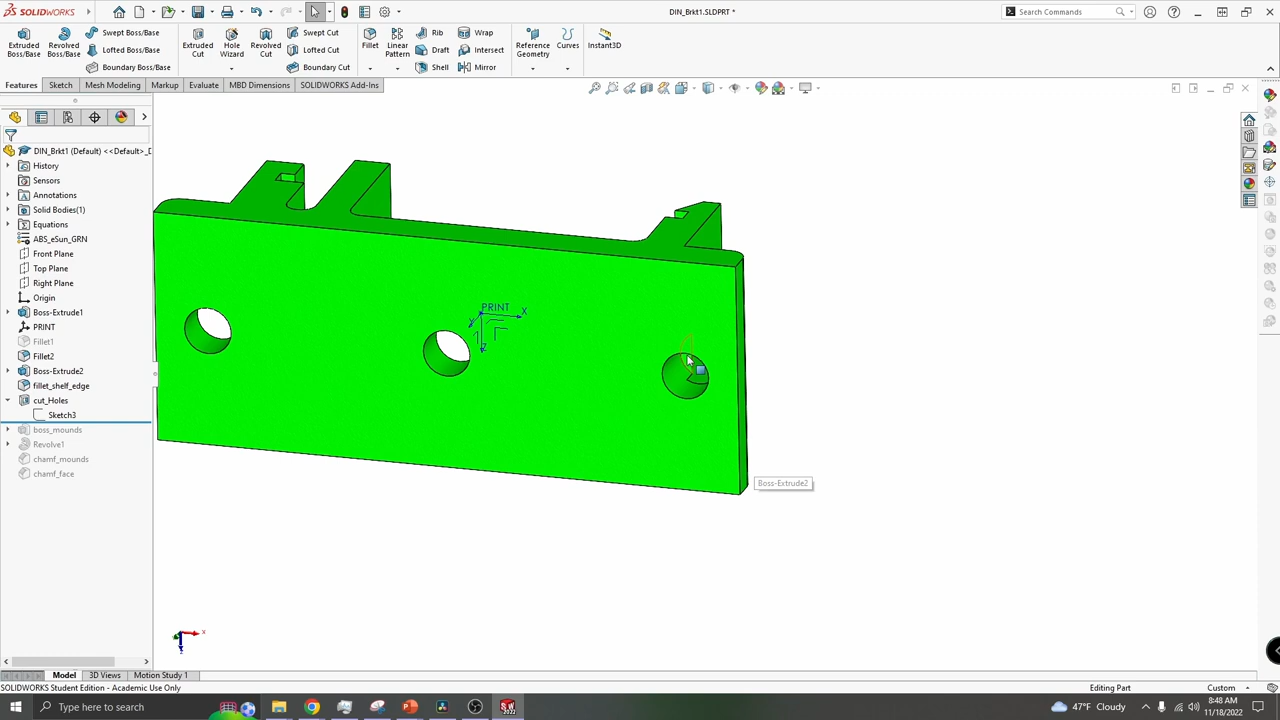 SOLIDWORKS
DIN_Brkt1.SLDPRT *
Search Commands
Extruded Boss/Base
Revolved Boss/Base
Swept Boss/Base
Lofted Boss/Base
Boundary Boss/Base
Extruded Cut
Hole Wizard
Revolved Cut
Swept Cut
Lofted Cut
Boundary Cut
Fillet
Linear Pattern
Rib
Draft
Shell
Wrap
Intersect
Mirror
Reference Geometry
Curves
Instant3D
Features
Sketch
Mesh Modeling
Markup
Evaluate
MBD Dimensions
SOLIDWORKS Add-Ins
DIN_Brkt1 (Default) <<Default>_D
History
Sensors
Annotations
Solid Bodies(1)
Equations
ABS_eSun_GRN
Front Plane
Top Plane
Right Plane
Origin
Boss-Extrude1
PRINT
Fillet1
Fillet2
Boss-Extrude2
fillet_shelf_edge
cut_Holes
Sketch3
boss_mounds
Revolve1
chamf_mounds
chamf_face
PRINT
X
Y
Z
Boss-Extrude2
X
Z
Model
3D Views
Motion Study 1
SOLIDWORKS Student Edition - Academic Use Only
Editing Part
Custom
Type here to search
47°F Cloudy
8:48 AM
11/18/2022